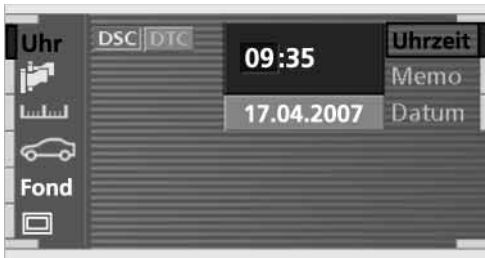 Uhr
DSC DTC
09:35
Uhrzeit
Memo
17.04.2007
Datum
Fond